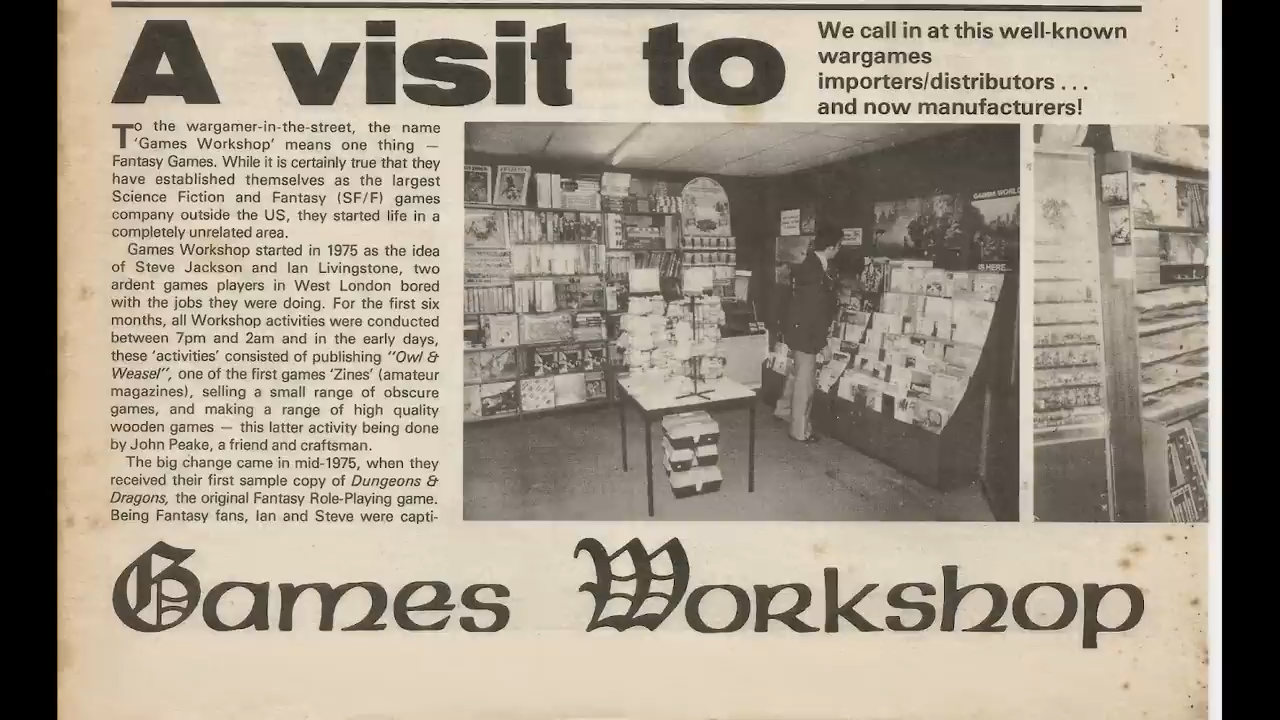 A visit to
We call in at this well-known
wargames
importers/distributors . . .
and now manufacturers!
To the wargamer-in-the-street, the name
'Games Workshop' means one thing —
Fantasy Games. While it is certainly true that they
have established themselves as the largest
Science Fiction and Fantasy (SF/F) games
company outside the US, they started life in a
completely unrelated area.
Games Workshop started in 1975 as the idea
of Steve Jackson and Ian Livingstone, two
ardent games players in West London bored
with the jobs they were doing. For the first six
months, all Workshop activities were conducted
between 7pm and 2am and in the early days,
these 'activities' consisted of publishing "Owl &
Weasel", one of the first games 'Zines' (amateur
magazines), selling a small range of obscure
games, and making a range of high quality
wooden games — this latter activity being done
by John Peake, a friend and craftsman.
The big change came in mid-1975, when they
received their first sample copy of Dungeons &
Dragons, the original Fantasy Role-Playing game.
Being Fantasy fans, Ian and Steve were capti-
GAMMA WORLD
IS HERE...
Games Workshop